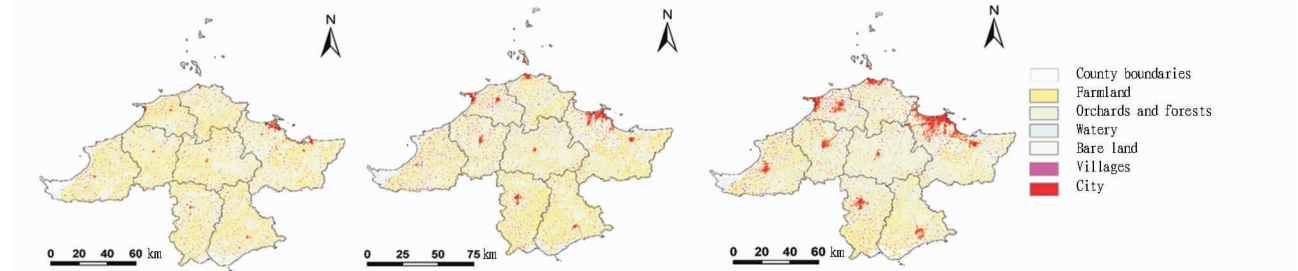 N
N
N
County boundaries
Farmland
Orchards and forests
Watery
Bare land
Villages
City
0 20 40 60 km
0 25 50 75 km
0 20 40 60 km